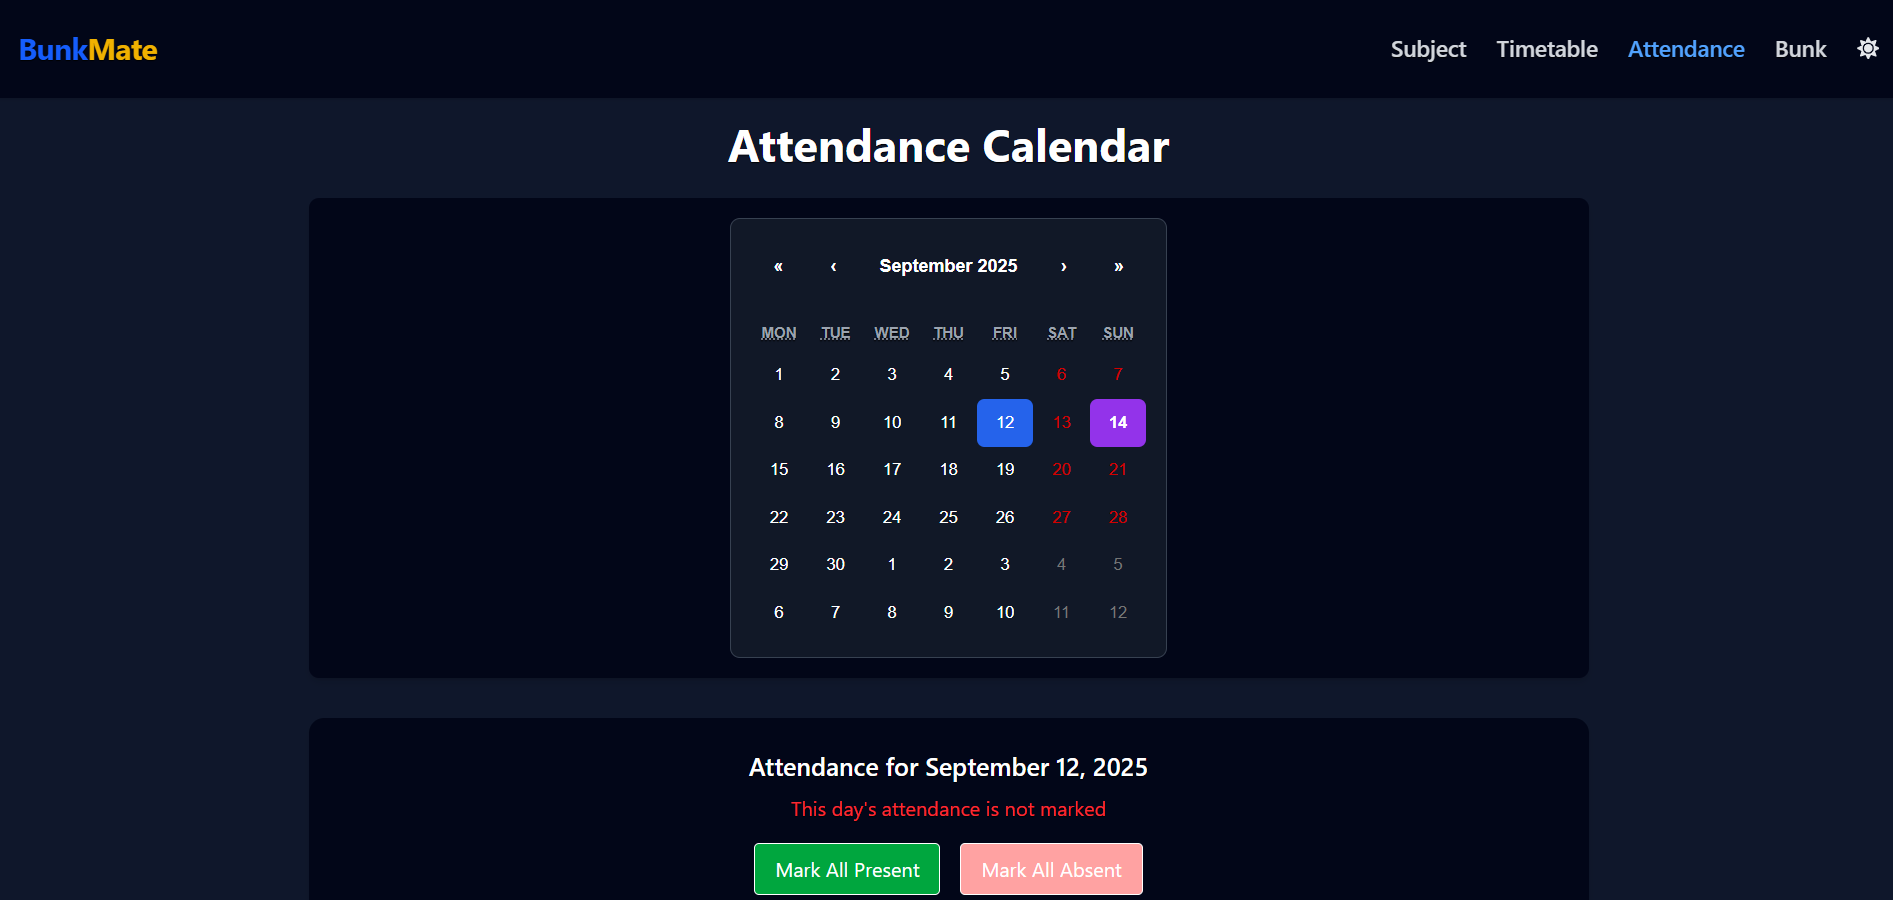 BunkMate Subject Timetable Attendance Bunk
Attendance Calendar
« ‹ September 2025 › »
MON TUE WED THU FRI SAT SUN
1 2 3 4 5 6 7
8 9 10 11 12 13 14
15 16 17 18 19 20 21
22 23 24 25 26 27 28
29 30 1 2 3 4 5
6 7 8 9 10 11 12
Attendance for September 12, 2025
This day's attendance is not marked
Mark All Present Mark All Absent